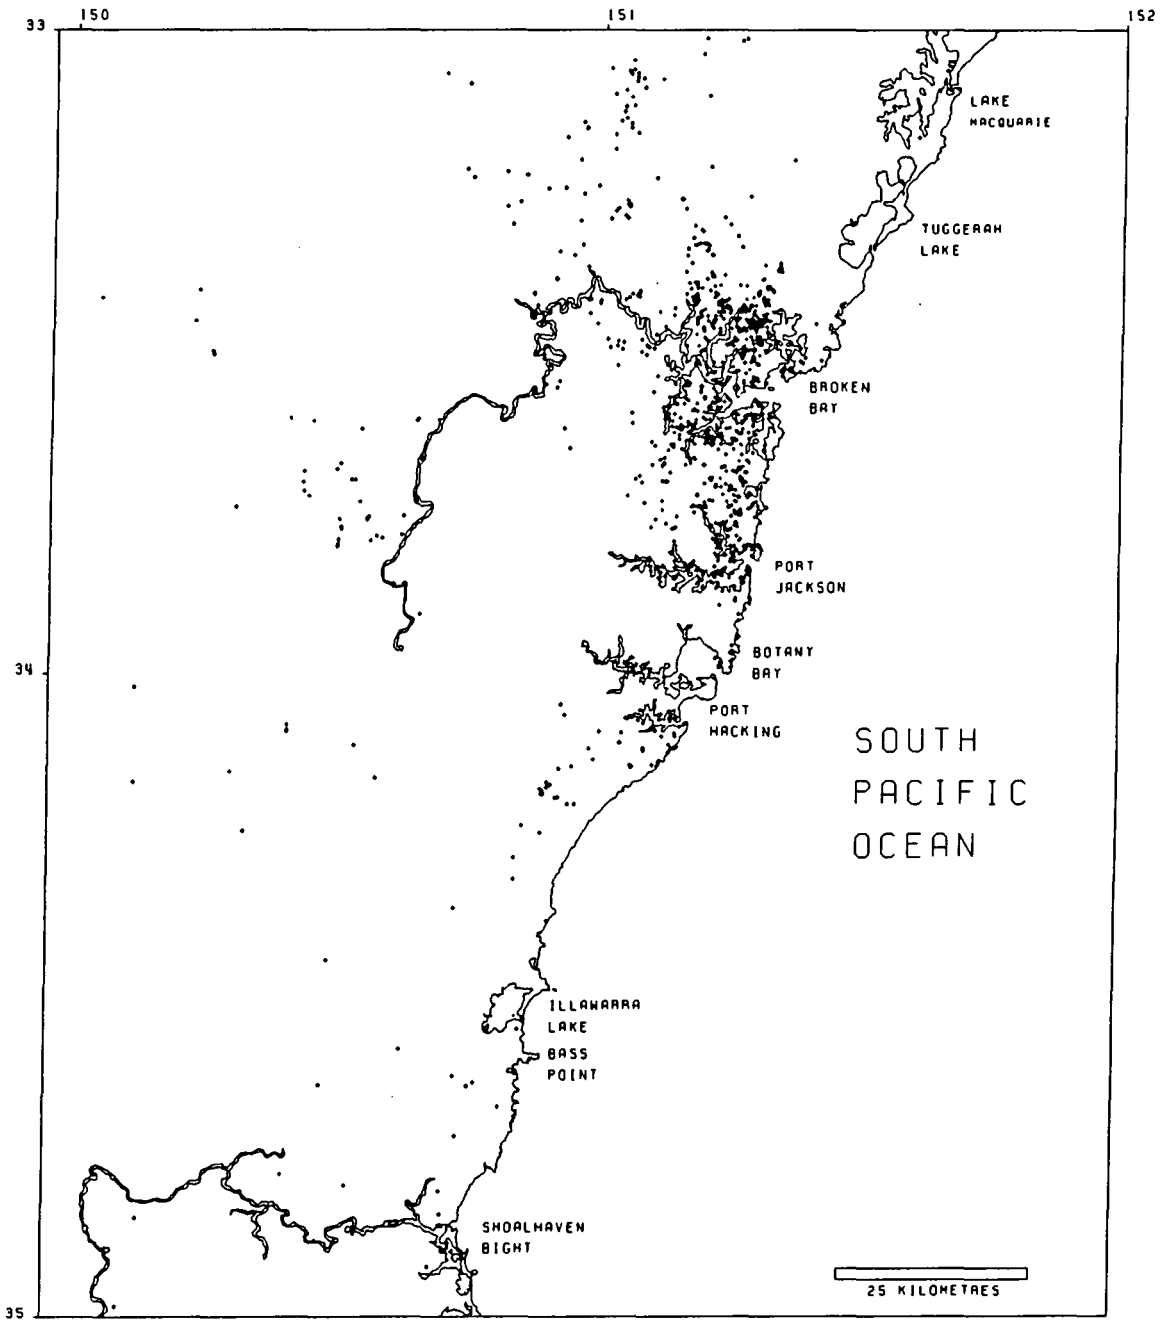 150
151
152
33
LAKE
MACQUARIE
TUGGERAH
LAKE
BROKEN
BAY
PORT
JACKSON
BOTANY
BAY
34
PORT
HACKING
SOUTH
PACIFIC
OCEAN
ILLAWARRA
LAKE
BASS
POINT
SHOALHAVEN
BIGHT
25 KILOMETRES
35